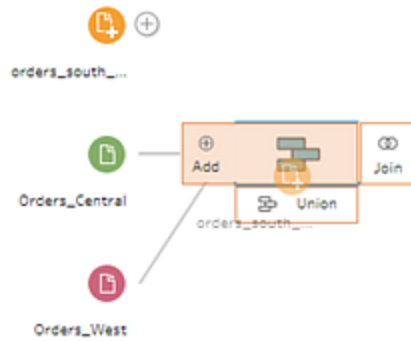 orders_south_...
Orders_Central
Add
Join
Union
orders_south_...
Orders_West